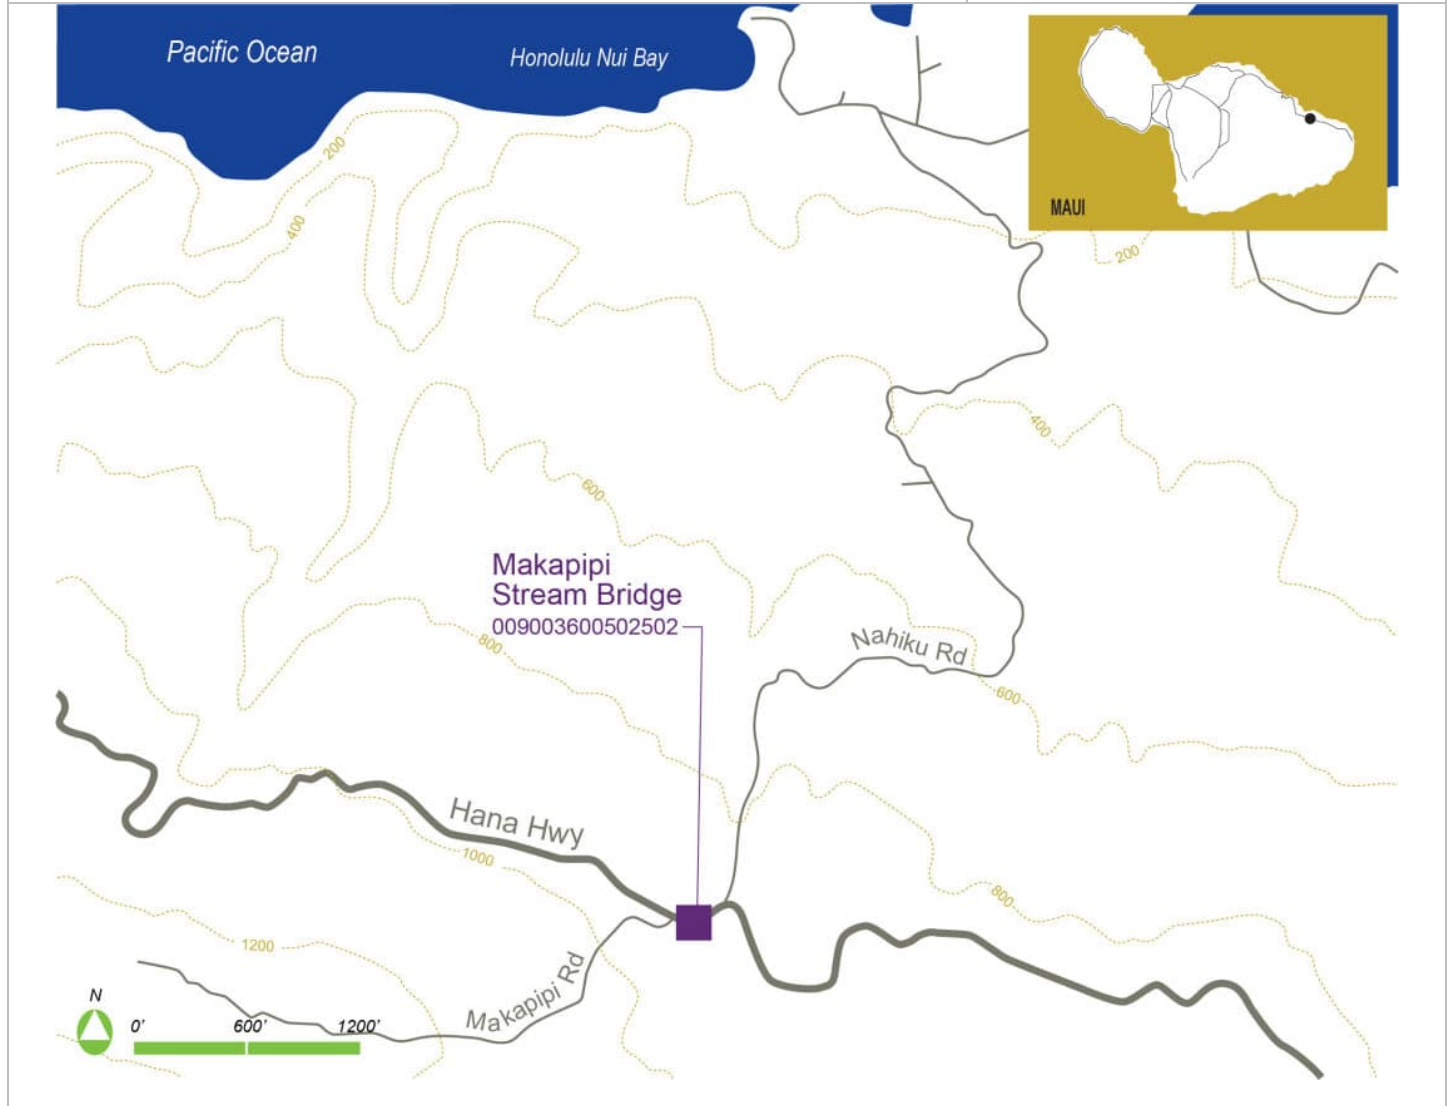 Pacific Ocean
Honolulu Nui Bay
MAUI
200
400
200
400
600
Makapipi
Stream Bridge
009003600502502
800
Nahiku Rd
600
Hana Hwy
1000
800
1200
Makapipi Rd
N
0' 600' 1200'